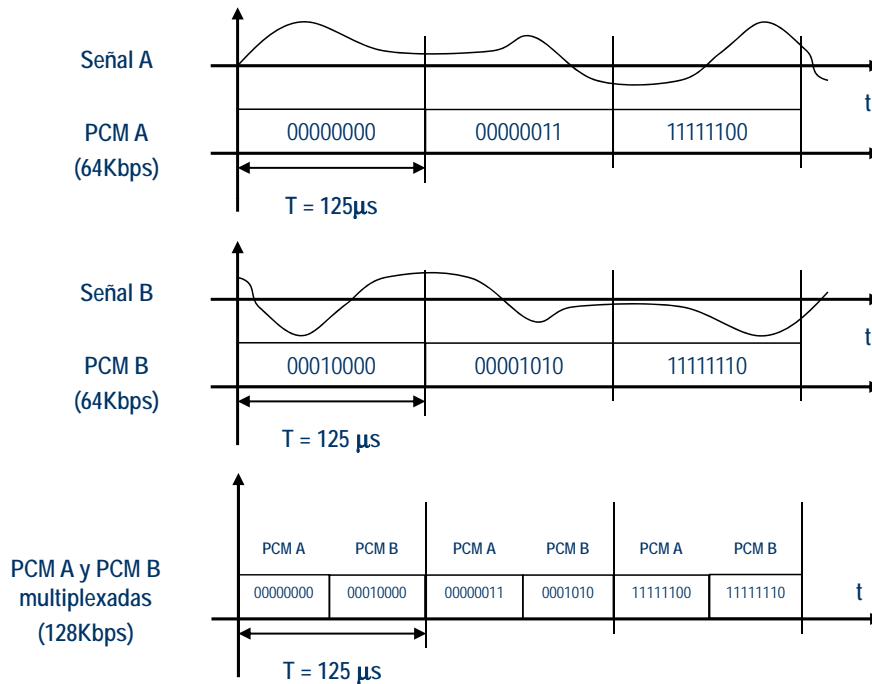 Señal A
t
PCM A
(64Kbps)
00000000 00000011 11111100
T = 125μs
Señal B
t
PCM B
(64Kbps)
00010000 00001010 11111110
T = 125 μs
PCM A PCM B PCM A PCM B PCM A PCM B
PCM A y PCM B
multiplexadas
(128Kbps)
00000000 00010000 00000011 0001010 11111100 11111110
t
T = 125 μs